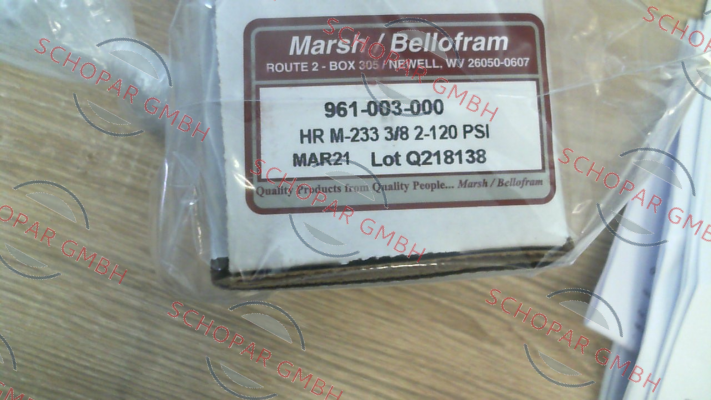 Marsh / Bellofram
ROUTE 2 - BOX 305 / NEWELL, WV 26050-0607
961-003-000
HR M-233 3/8 2-120 PSI
MAR21 Lot Q218138
Quality Products from Quality People... Marsh / Bellofram
SCHOPAR GMBH
SCHOPAR GMBH
SCHOPAR GMBH
SCHOPAR GMBH
SCHOPAR GMBH
SCHOPAR GMBH
SCHOPAR GMBH
SCHOPAR GMBH